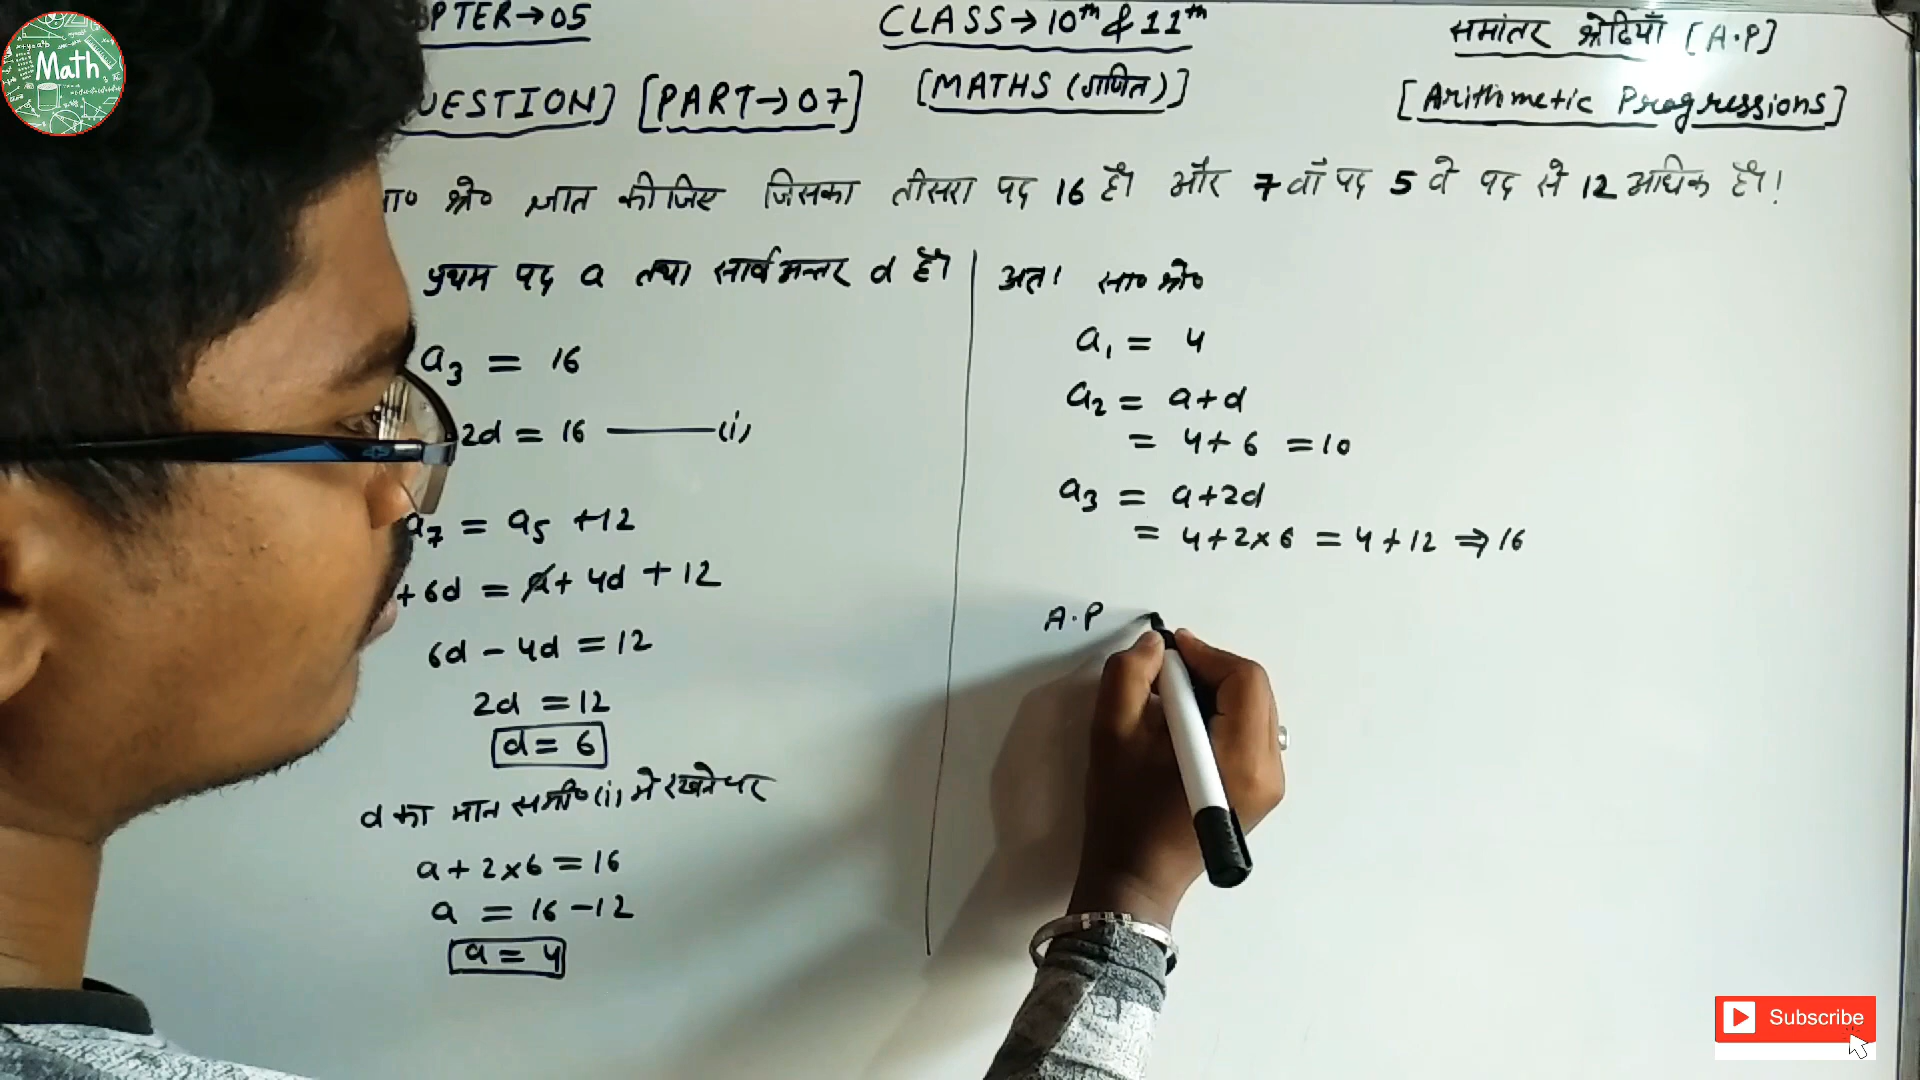 Math
PTER→05
CLASS→10th & 11th
समांतर श्रेढियाँ [A.P]
UESTION] [PART→07]
[MATHS (गणित)]
[Arithmetic Progressions]
श्रे० ज्ञात कीजिए जिसका तीसरा पद 16 है। और 7 वाँ पद 5 वे पद से 12 अधिक है।
प्रथम पद a तथा सार्वअन्तर d है।
a₃ = 16
2d = 16 ——— (i)
a₇ = a₅ + 12
+ 6d = a + 4d + 12
6d - 4d = 12
2d = 12
d = 6
d का मान समी० (i) मे रखने पर
a + 2×6 = 16
a = 16 - 12
a = 4
अतः सा० श्रे०
a₁ = 4
a₂ = a+d
= 4+6 = 10
a₃ = a+2d
= 4+2×6 = 4+12 ⇒ 16
A.P
Subscribe